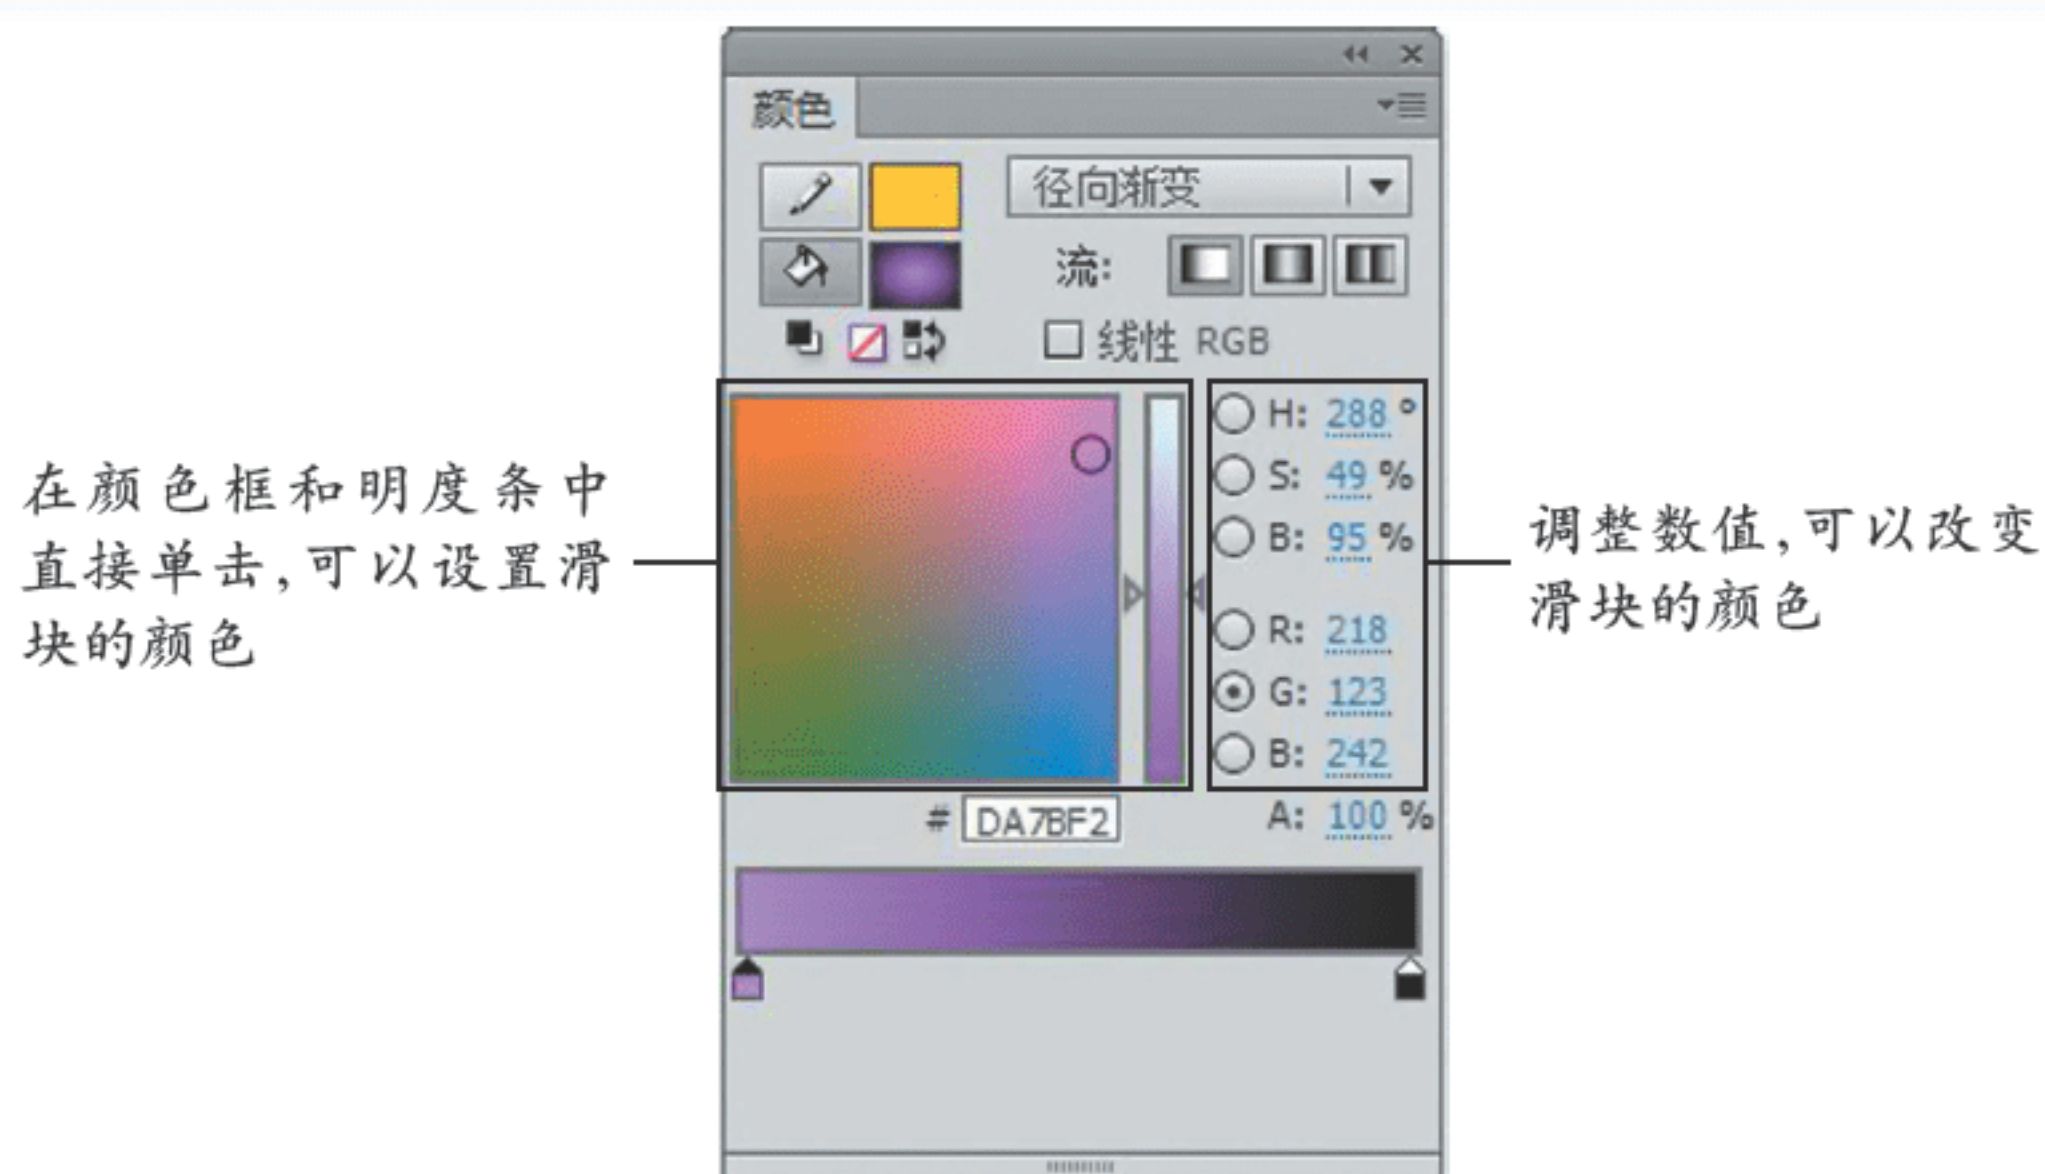 颜色
径向渐变
流:
线性 RGB
在颜色框和明度条中
直接单击,可以设置滑
块的颜色
H: 288 °
S: 49 %
B: 95 %
R: 218
G: 123
B: 242
调整数值,可以改变
滑块的颜色
# DA7BF2
A: 100 %